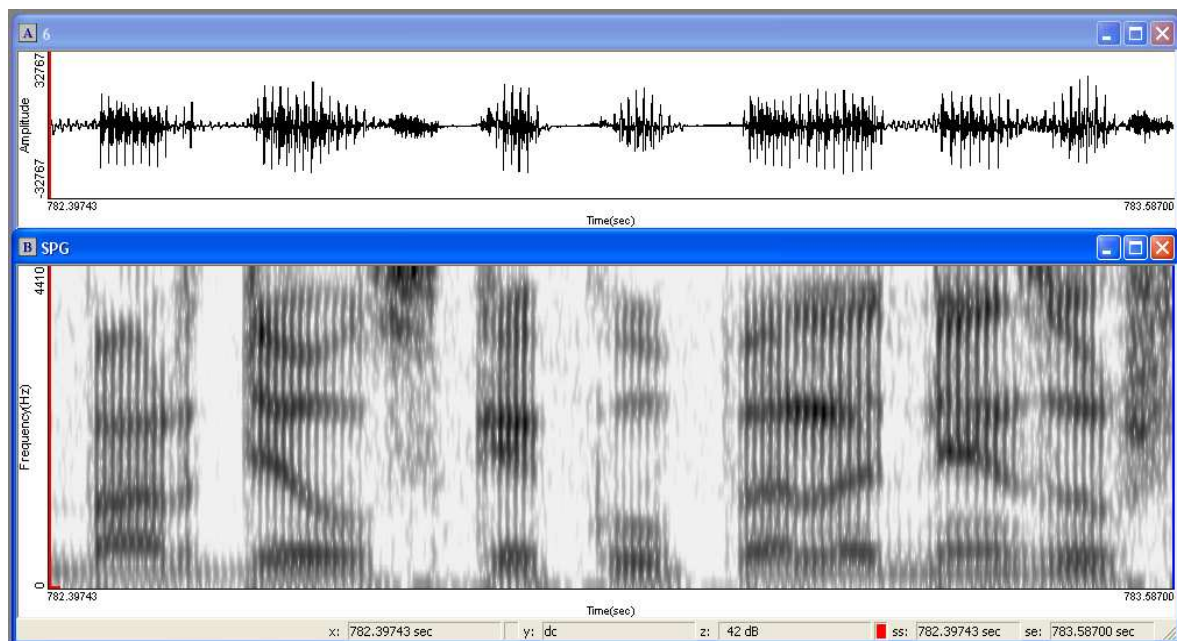 A 6
32767
Amplitude
-32767
782.39743 783.58700
Time(sec)
B SPG
4410
Frequency(Hz)
0
782.39743 783.58700
Time(sec)
x: 782.39743 sec y: dc z: 42 dB ss: 782.39743 sec se: 783.58700 sec